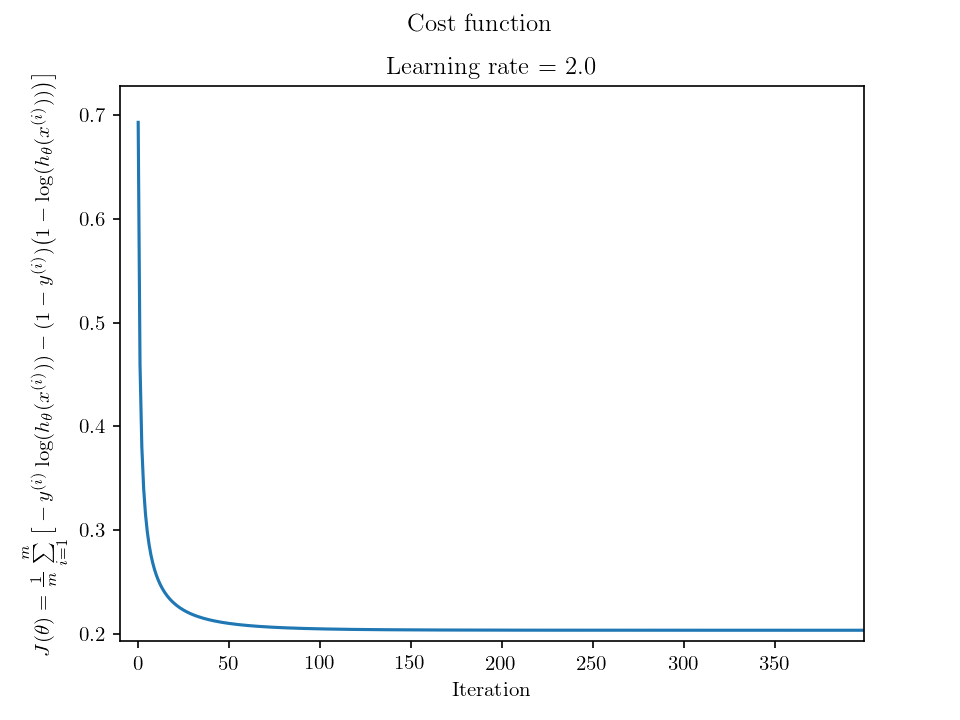 Cost function
Learning rate = 2.0
J(θ) = 1/m ∑_{i=1}^{m} [ − y^{(i)} log(h_θ(x^{(i)})) − (1 − y^{(i)})(1 − log(h_θ(x^{(i)})))]
0.7
0.6
0.5
0.4
0.3
0.2
0 50 100 150 200 250 300 350
Iteration